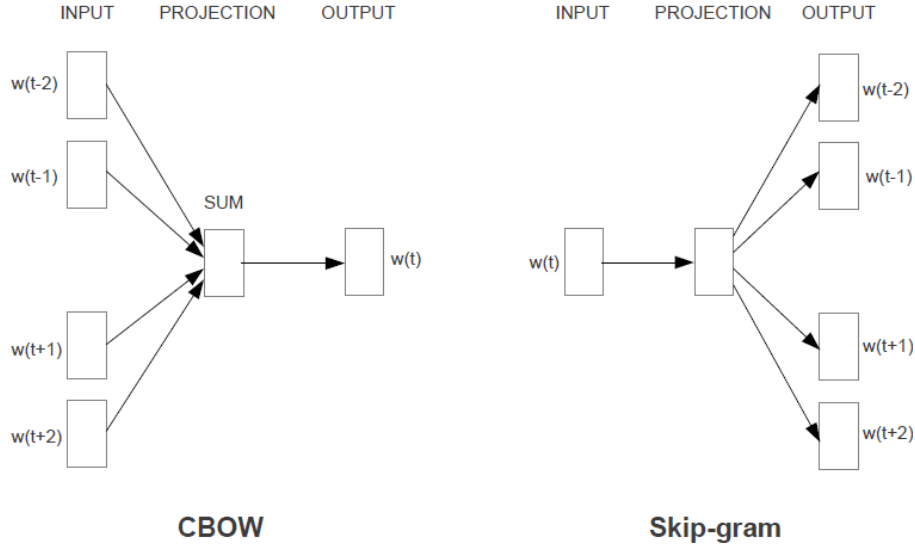 INPUT PROJECTION OUTPUT
w(t-2)
w(t-1)
SUM
w(t)
w(t+1)
w(t+2)
CBOW
INPUT PROJECTION OUTPUT
w(t-2)
w(t-1)
w(t)
w(t+1)
w(t+2)
Skip-gram